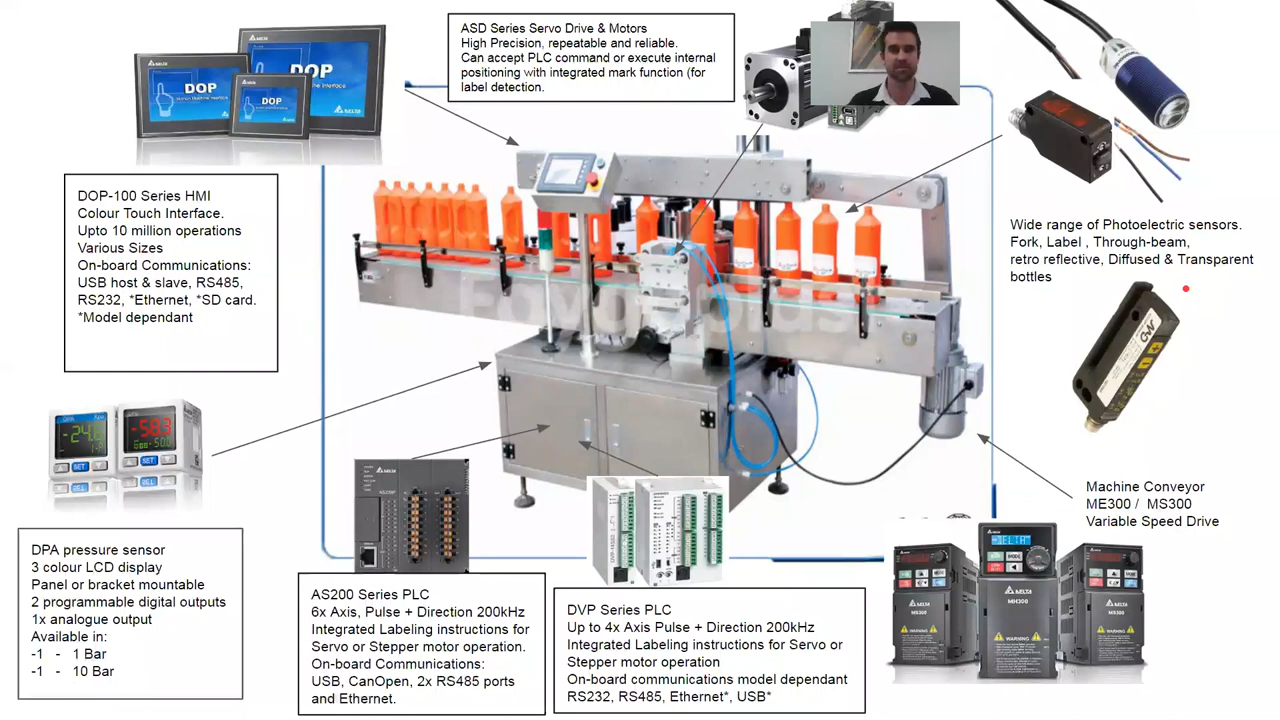 ASD Series Servo Drive & Motors
High Precision, repeatable and reliable.
Can accept PLC command or execute internal
positioning with integrated mark function (for
label detection.
DOP
DOP
DOP
DELTA
DOP-100 Series HMI
Colour Touch Interface.
Upto 10 million operations
Various Sizes
On-board Communications:
USB host & slave, RS485,
RS232, *Ethernet, *SD card.
*Model dependant
Wide range of Photoelectric sensors.
Fork, Label , Through-beam,
retro reflective, Diffused & Transparent
bottles
Machine Conveyor
ME300 / MS300
Variable Speed Drive
SET
SET
DPA pressure sensor
3 colour LCD display
Panel or bracket mountable
2 programmable digital outputs
1x analogue output
Available in:
-1 - 1 Bar
-1 - 10 Bar
AS200 Series PLC
6x Axis, Pulse + Direction 200kHz
Integrated Labeling instructions for
Servo or Stepper motor operation.
On-board Communications:
USB, CanOpen, 2x RS485 ports
and Ethernet.
DVP Series PLC
Up to 4x Axis Pulse + Direction 200kHz
Integrated Labeling instructions for Servo or
Stepper motor operation
On-board communications model dependant
RS232, RS485, Ethernet*, USB*
DELTA
MH300
WARNING